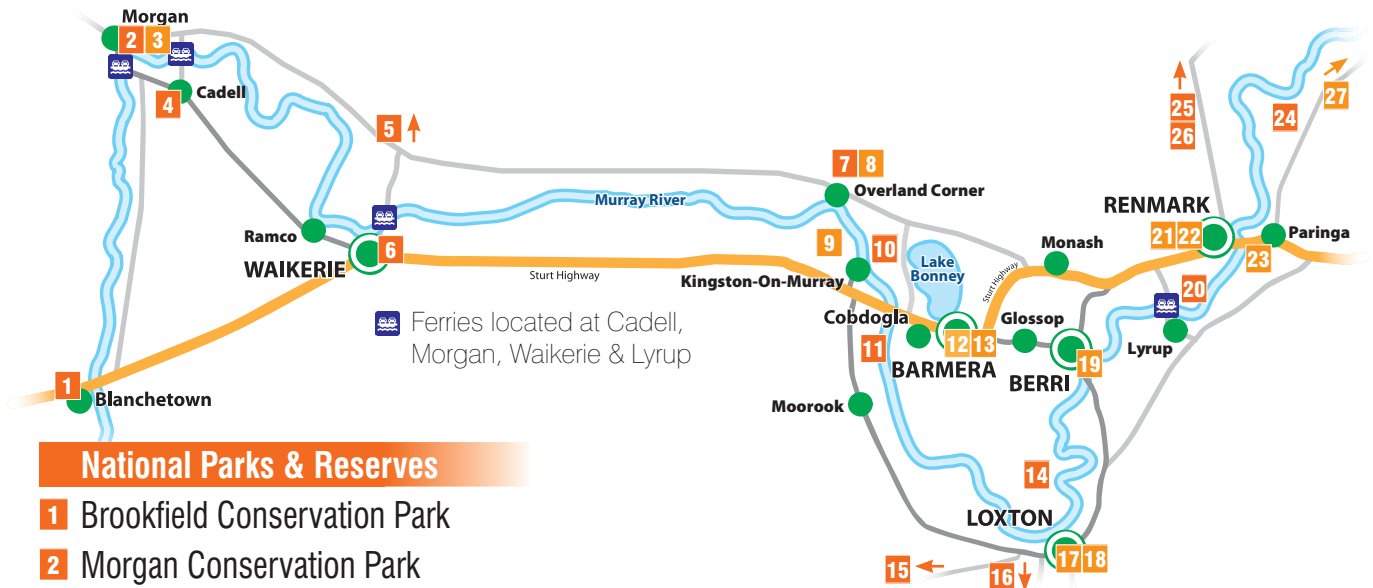 Morgan
2 3
Cadell
4
5
25
26
24
27
7 8
Overland Corner
Murray River
RENMARK
21 22
Paringa
23
Ramco
6
WAIKERIE
9
10
Monash
Lake
Bonney
Sturt Highway
Kingston-On-Murray
Sturt Highway
20
Ferries located at Cadell,
Morgan, Waikerie & Lyrup
Cobdogla
11
12 13
BARMERA
Glossop
Lyrup
19
BERRI
1
Blanchetown
Moorook
14
LOXTON
17 18
15
16
National Parks & Reserves
1 Brookfield Conservation Park
2 Morgan Conservation Park